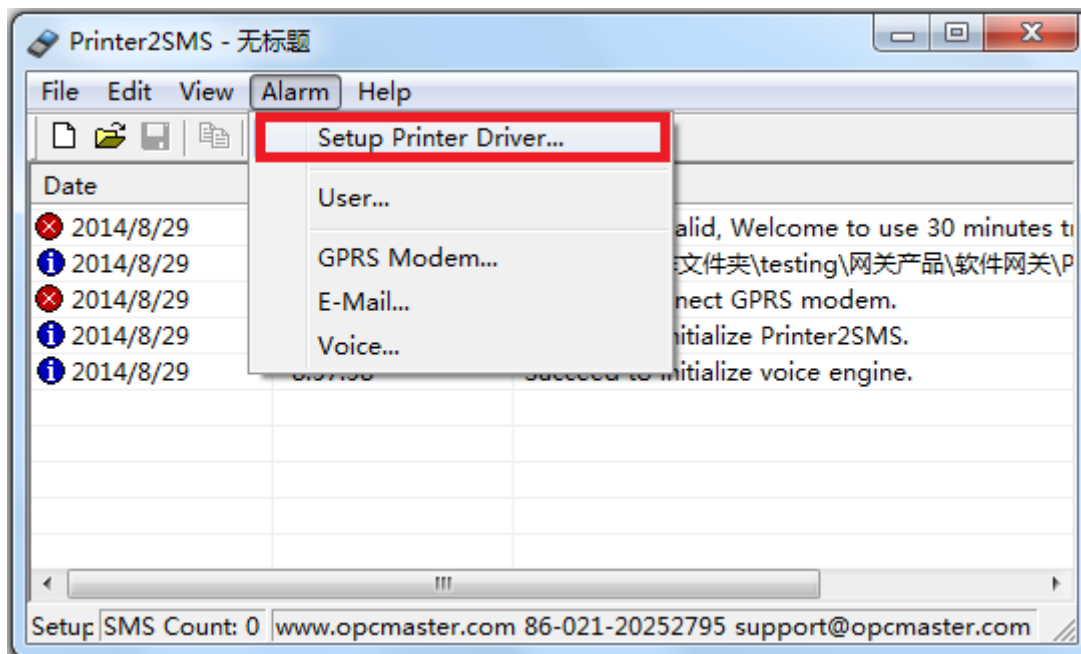 Printer2SMS - 无标题
File Edit View Alarm Help
Setup Printer Driver...
User...
GPRS Modem...
E-Mail...
Voice...
Date
2014/8/29 alid, Welcome to use 30 minutes
2014/8/29 文件夹\testing\网关产品\软件网关\P
2014/8/29 nect GPRS modem.
2014/8/29 itialize Printer2SMS.
2014/8/29 initialize voice engine.
Setup SMS Count: 0 www.opcmaster.com 86-021-20252795 support@opcmaster.com